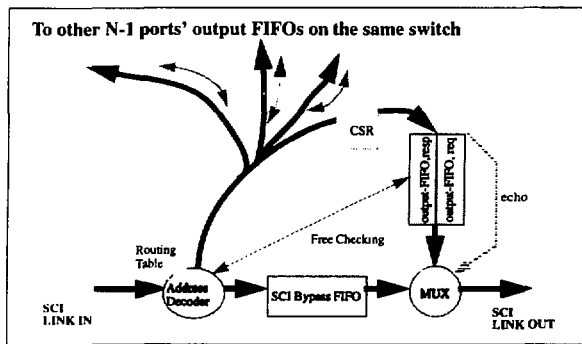 To other N-1 ports' output FIFOs on the same switch
CSR
output-FIFO,resp
output-FIFO, req
echo
Free Checking
Routing
Table
Address
Decoder
SCI Bypass FIFO
MUX
SCI
LINK IN
SCI
LINK OUT